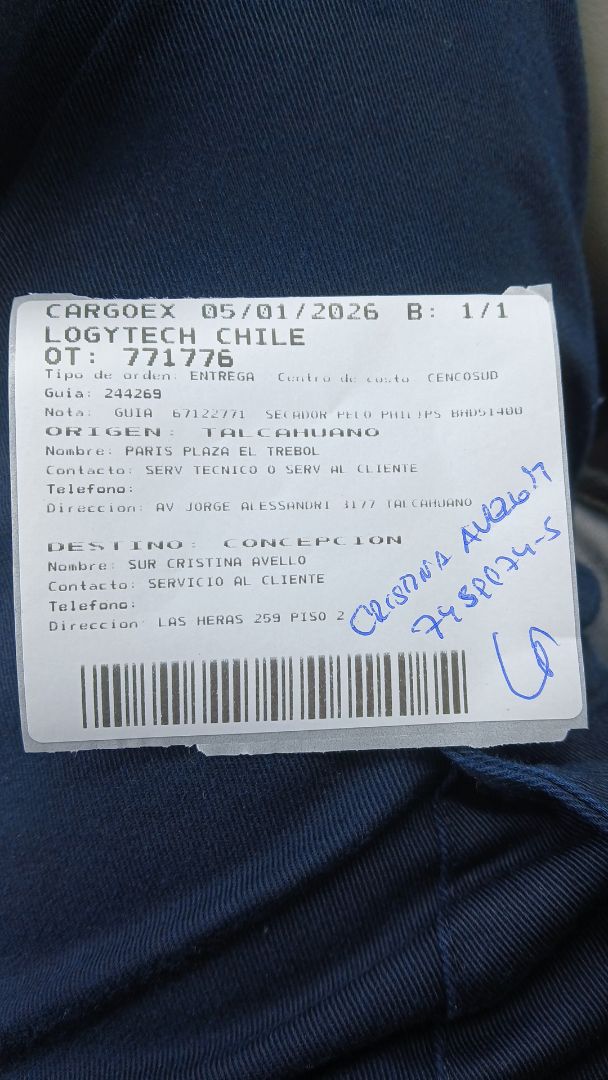 CARGOEX 05/01/2026 B: 1/1
LOGYTECH CHILE
OT: 771776
Tipo de orden: ENTREGA Centro de costo: CENCOSUD
Guia: 244269
Nota: GUIA 67122771 SECADOR PELO PHILIPS BHD51400
ORIGEN: TALCAHUANO
Nombre: PARIS PLAZA EL TREBOL
Contacto: SERV TECNICO O SERV AL CLIENTE
Telefono:
Direccion: AV JORGE ALESSANDRI 3177 TALCAHUANO
DESTINO: CONCEPCION
Nombre: SUR CRISTINA AVELLO
Contacto: SERVICIO AL CLIENTE
Telefono:
Direccion: LAS HERAS 259 PISO 2
CRISTINA